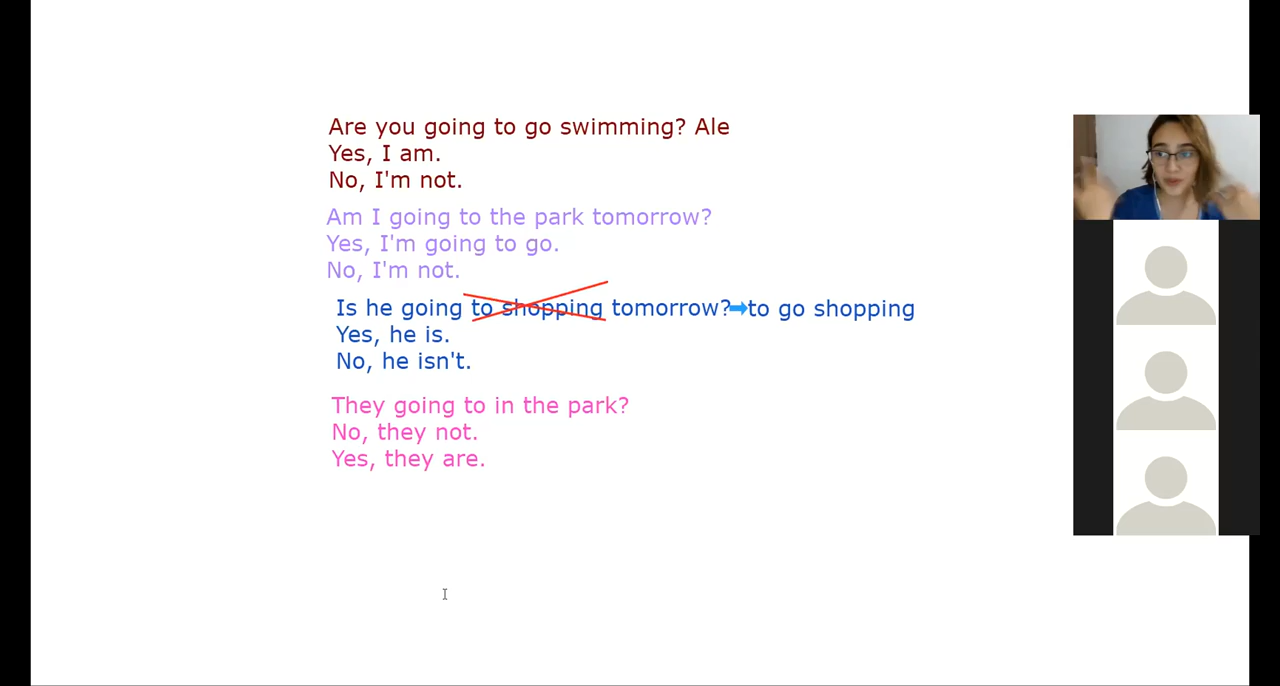 Are you going to go swimming? Ale
Yes, I am.
No, I'm not.
Am I going to the park tomorrow?
Yes, I'm going to go.
No, I'm not.
Is he going to shopping tomorrow?➡to go shopping
Yes, he is.
No, he isn't.
They going to in the park?
No, they not.
Yes, they are.